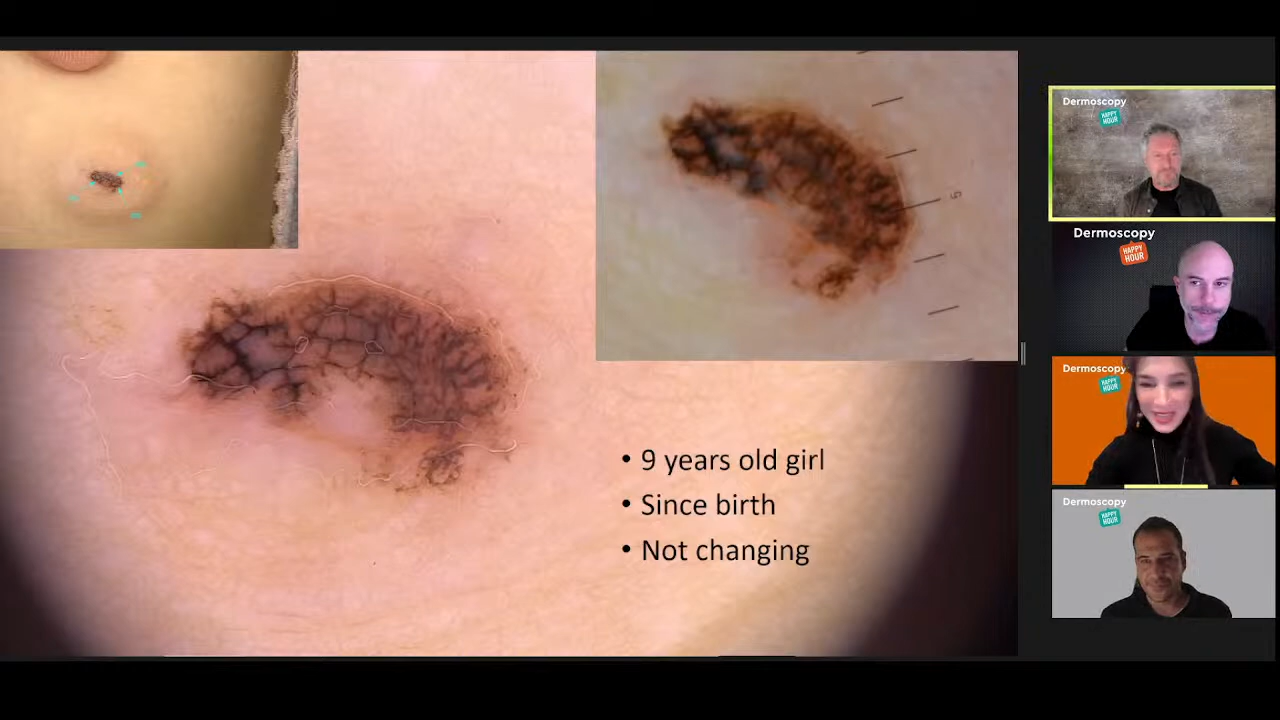 5
• 9 years old girl
• Since birth
• Not changing
Dermoscopy
HAPPY
HOUR
Dermoscopy
HAPPY
HOUR
Dermoscopy
HAPPY
HOUR
Dermoscopy
HAPPY
HOUR